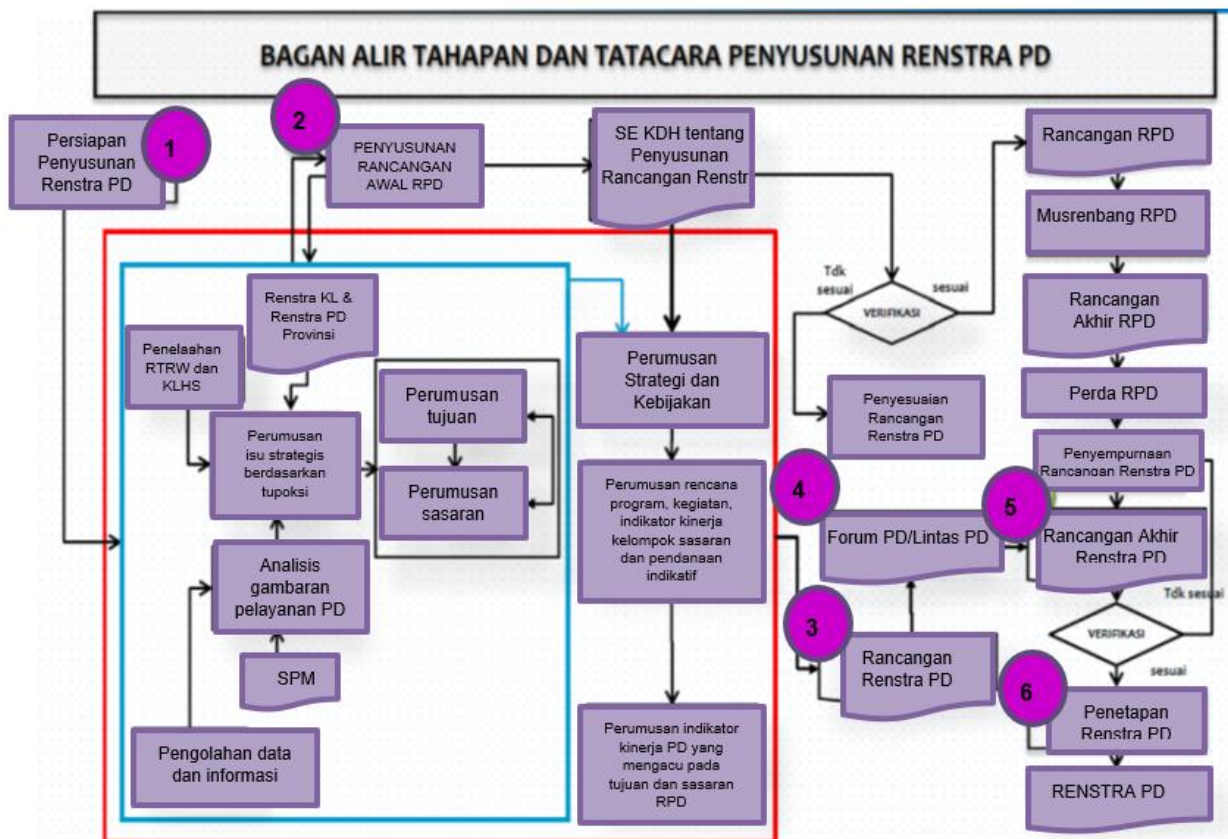 BAGAN ALIR TAHAPAN DAN TATACARA PENYUSUNAN RENSTRA PD
1
Persiapan
Penyusunan
Renstra PD
2
PENYUSUNAN
RANCANGAN
AWAL RPD
SE KDH tentang
Penyusunan
Rancangan Renstr
Rancangan RPD
Musrenbang RPD
Rancangan
Akhir RPD
Perda RPD
Penyempurnaan
Rancangan Renstra PD
Tdk
sesuai
sesuai
VERIFIKASI
Penyesuaian
Rancangan
Renstra PD
Renstra KL &
Renstra PD
Provinsi
Penelaahan
RTRW dan
KLHS
Perumusan
isu strategis
berdasarkan
tupoksi
Perumusan
tujuan
Perumusan
sasaran
Analisis
gambaran
pelayanan PD
SPM
Pengolahan data
dan informasi
Perumusan
Strategi dan
Kebijakan
Perumusan rencana
program, kegiatan,
indikator kinerja
kelompok sasaran
dan pendanaan
indikatif
Perumusan indikator
kinerja PD yang
mengacu pada
tujuan dan sasaran
RPD
3
Rancangan
Renstra PD
4
Forum PD/Lintas PD
5
Rancangan Akhir
Renstra PD
Tdk sesuai
VERIFIKASI
sesuai
6
Penetapan
Renstra PD
RENSTRA PD